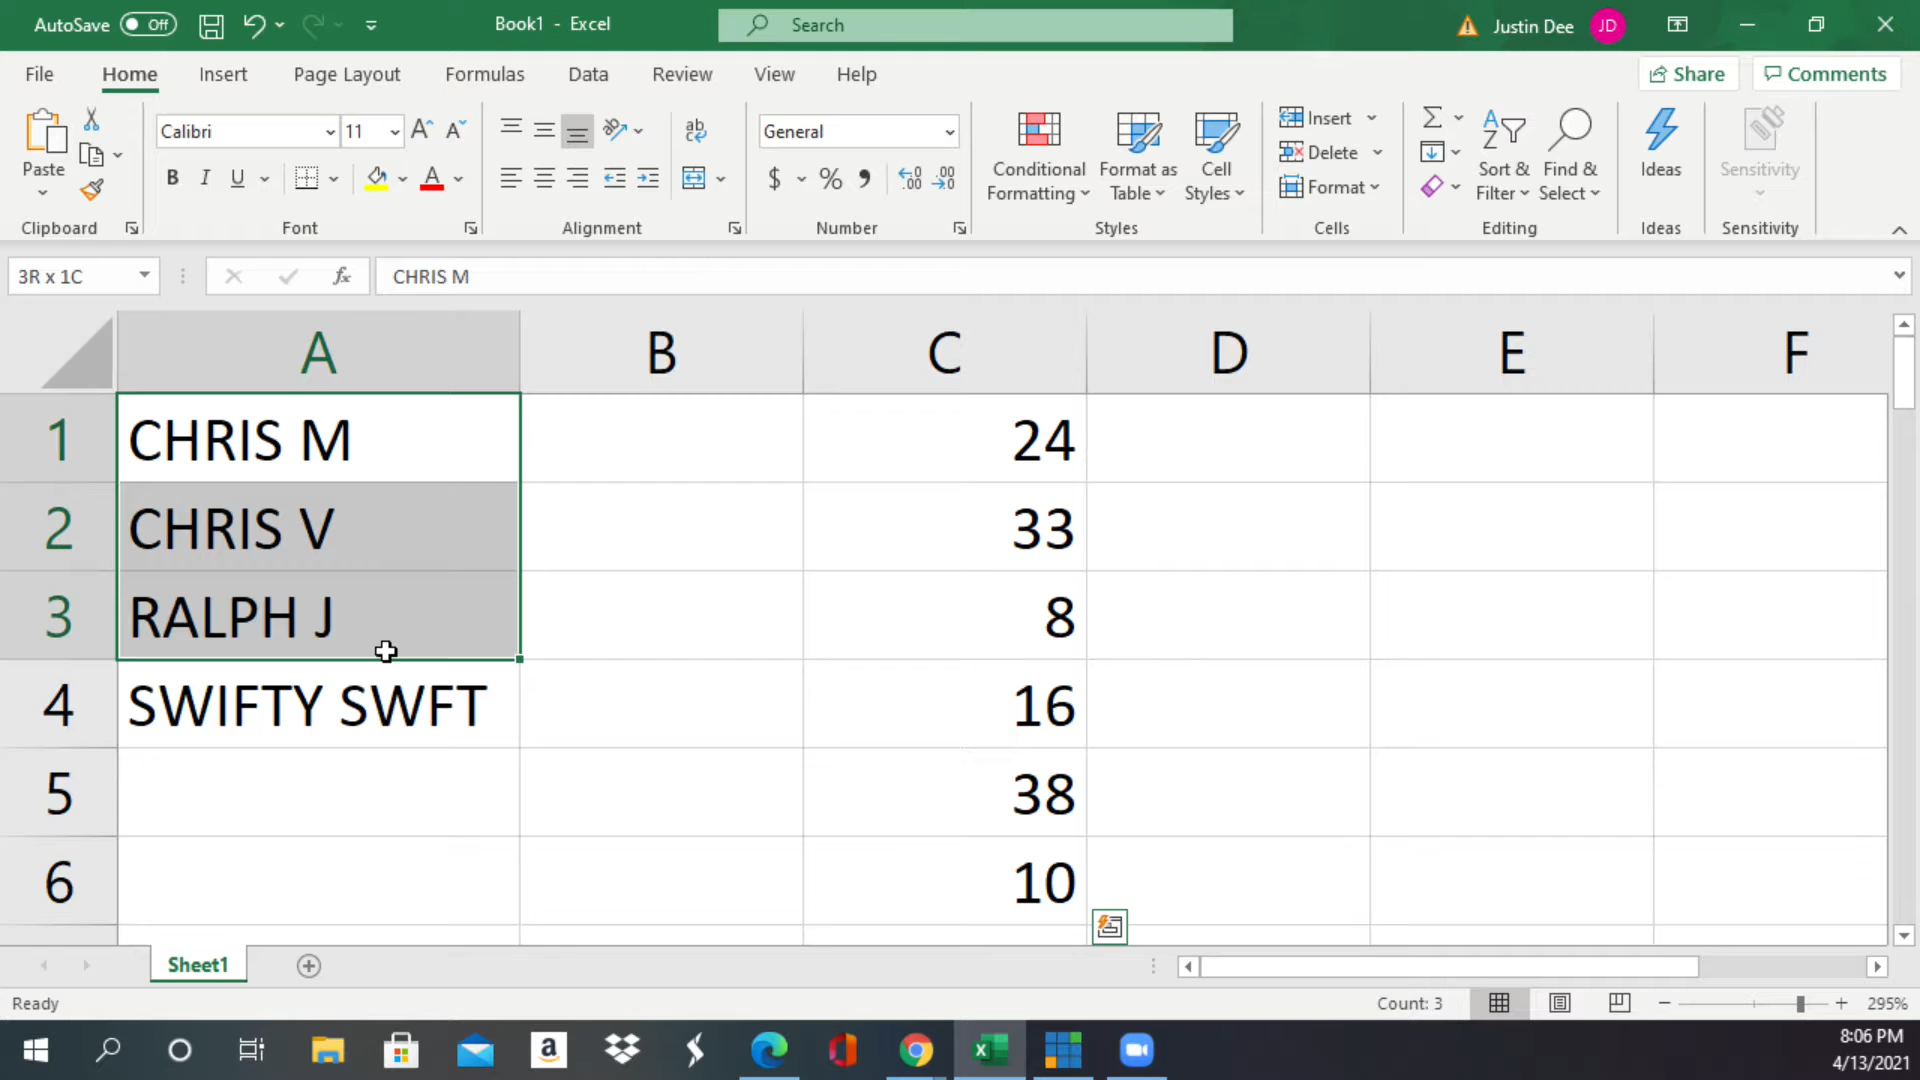 AutoSave Off Book1 - Excel Search Justin Dee JD
File Home Insert Page Layout Formulas Data Review View Help Share Comments
Paste
Calibri 11
B I U A
ab
General
$ % 9
Conditional Formatting
Format as Table
Cell Styles
Insert
Delete
Format
Sort & Filter
Find & Select
Ideas
Sensitivity
Clipboard Font Alignment Number Styles Cells Editing Ideas Sensitivity
3R x 1C fx CHRIS M
A B C D E F
1 CHRIS M 24
2 CHRIS V 33
3 RALPH J 8
4 SWIFTY SWFT 16
5 38
6 10
Sheet1
Ready Count: 3 295%
8:06 PM
4/13/2021